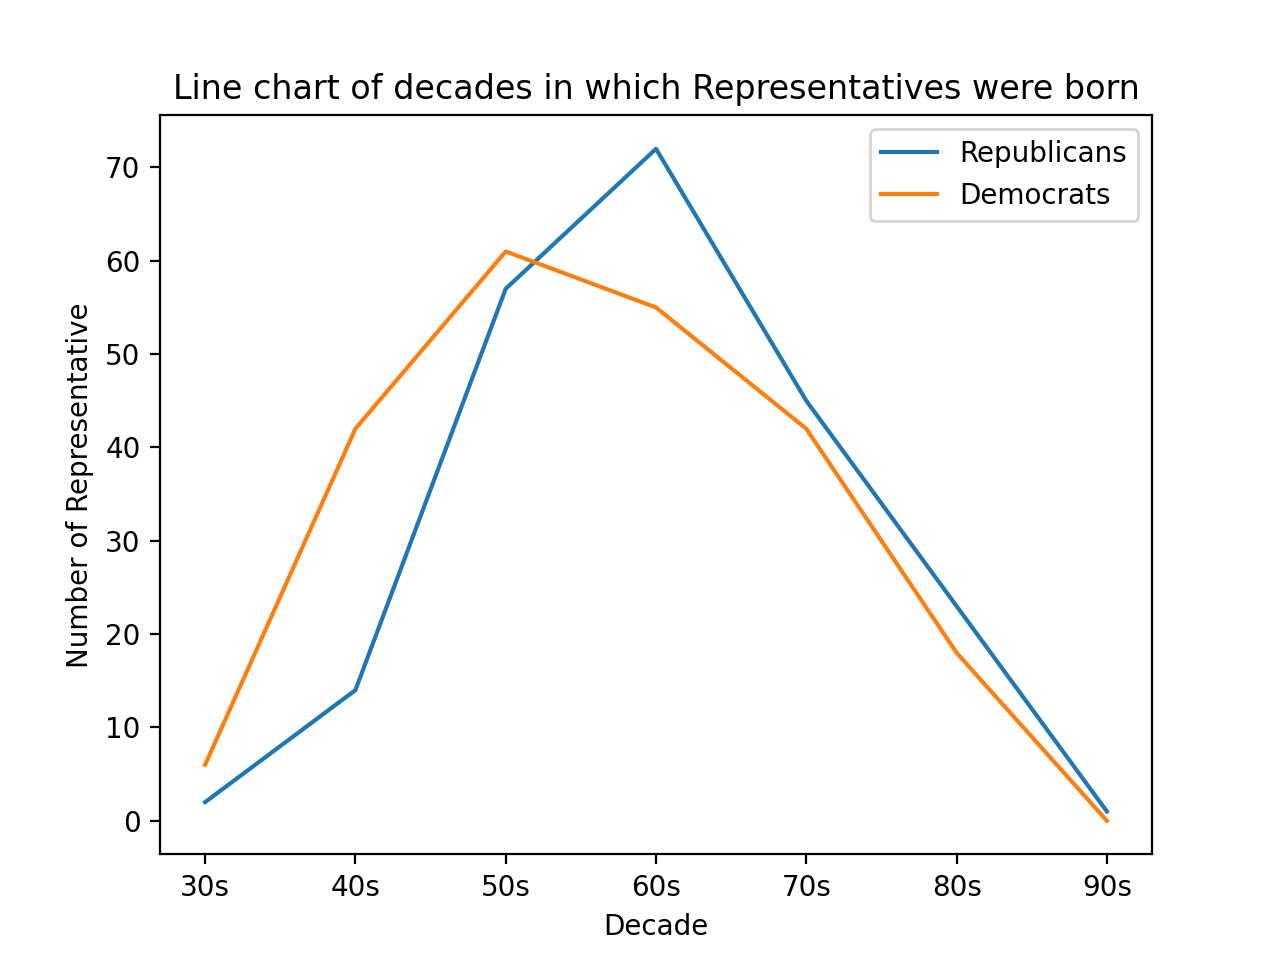 Line chart of decades in which Representatives were born
Republicans
Democrats
70
60
50
40
30
20
10
0
Number of Representative
30s 40s 50s 60s 70s 80s 90s
Decade